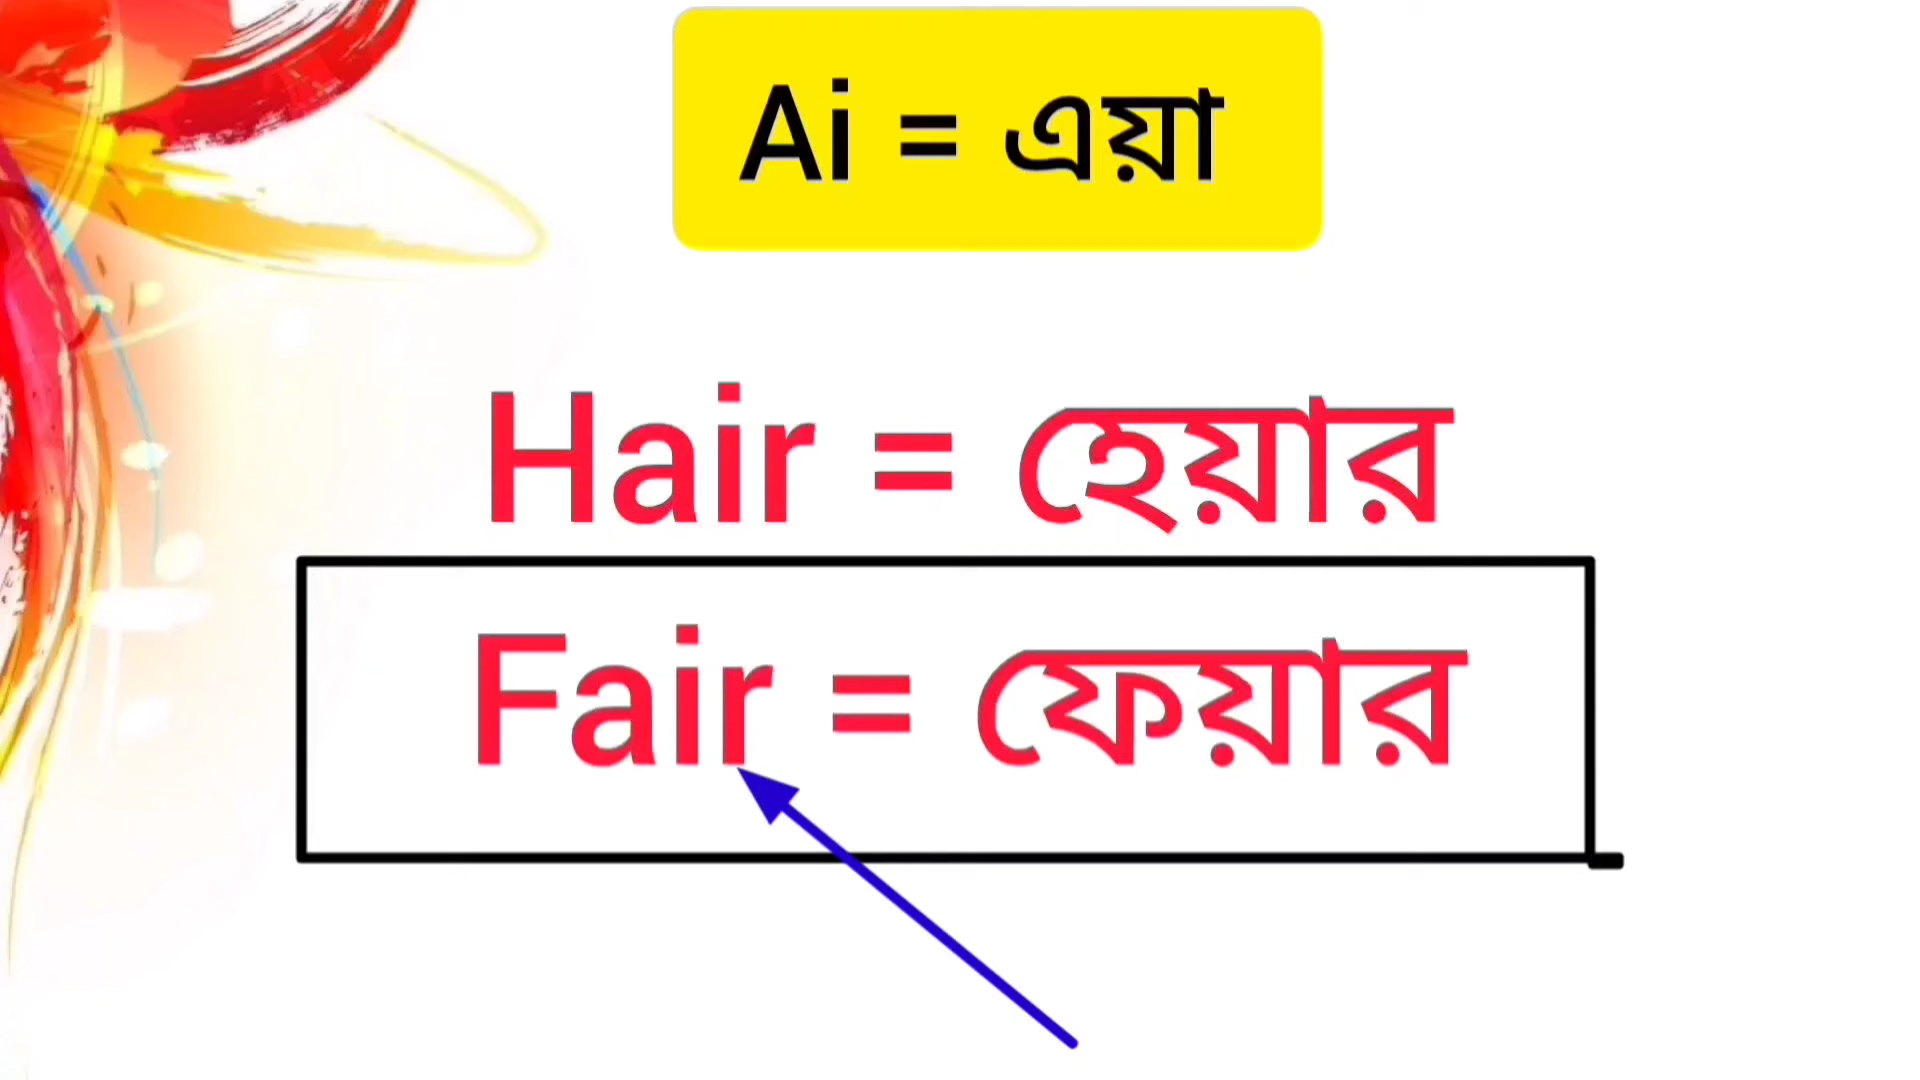 Ai = এয়া
Hair = হেয়ার
Fair = ফেয়ার